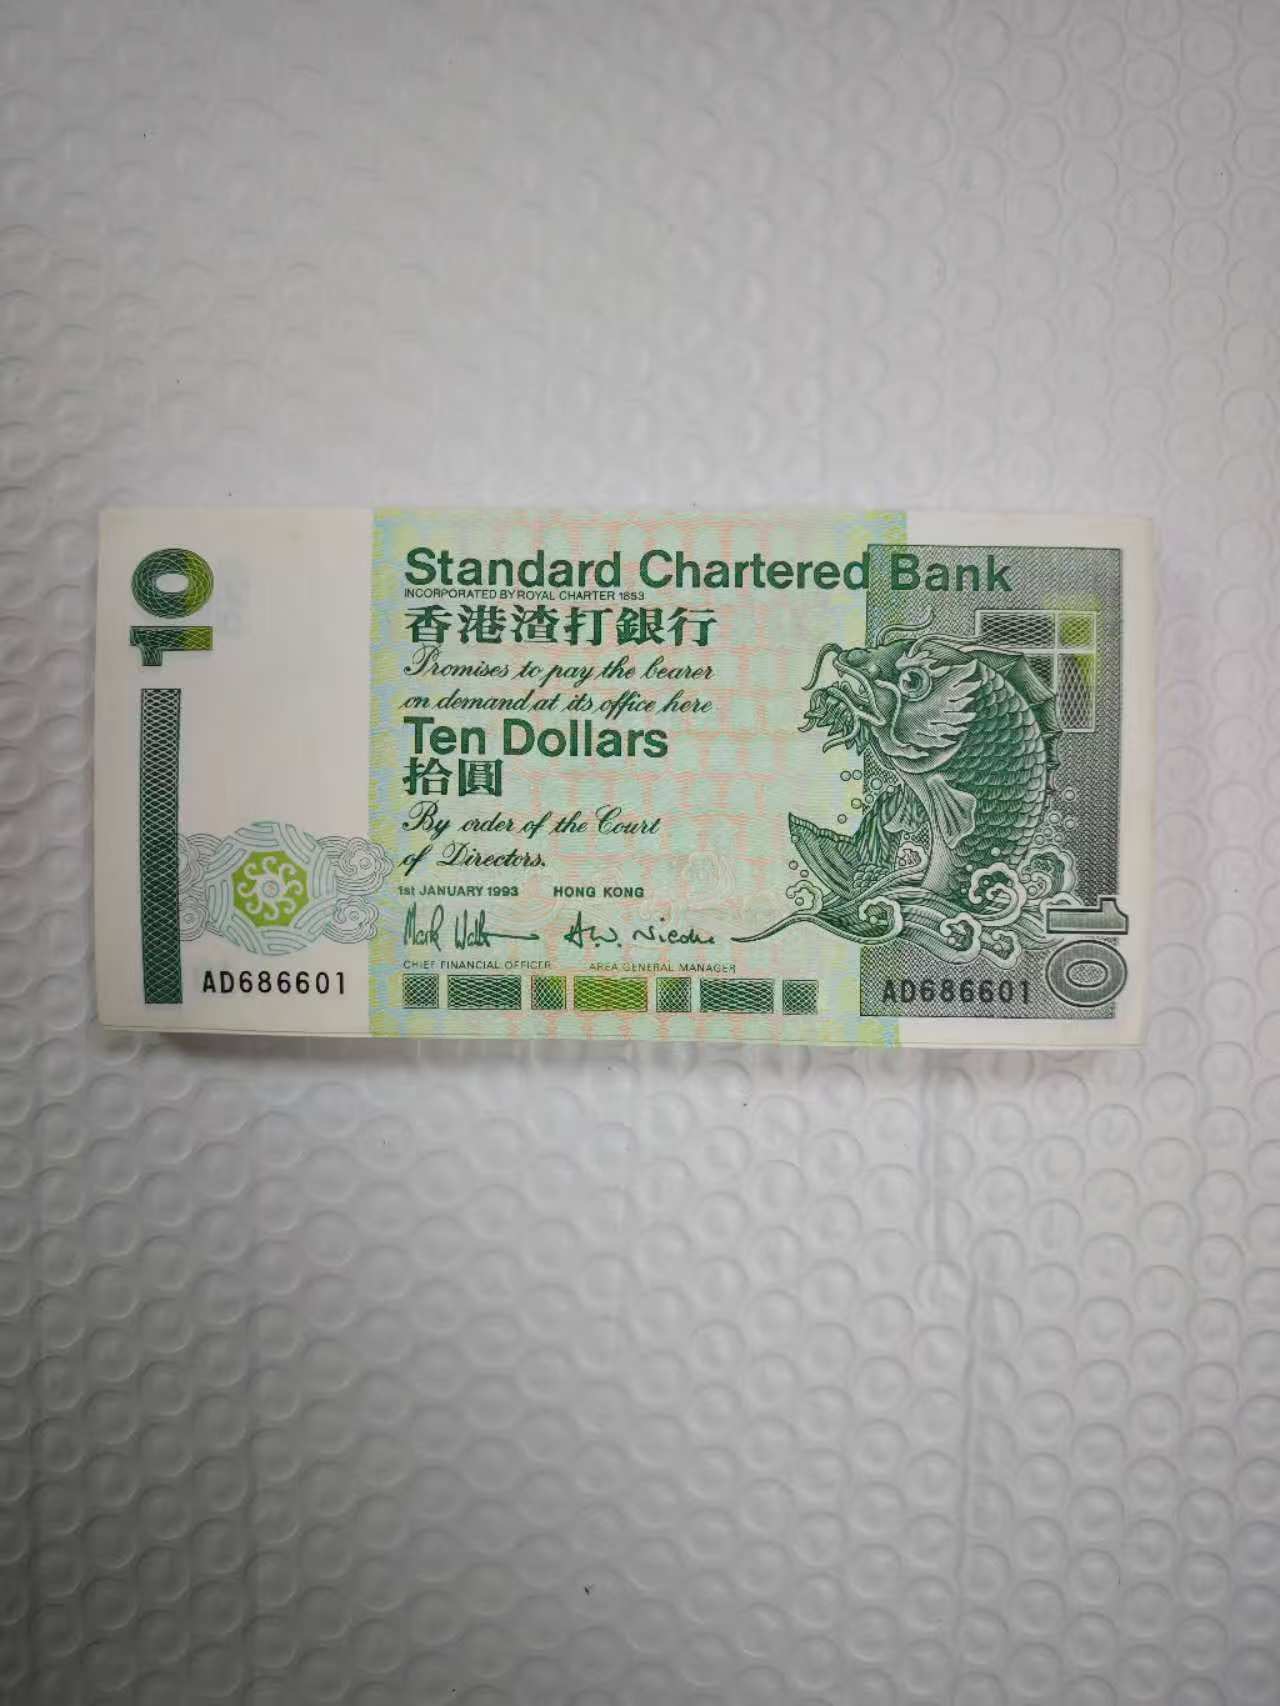 10
Standard Chartered Bank
INCORPORATED BY ROYAL CHARTER 1853
香港渣打銀行
Promises to pay the bearer
on demand at its office here
Ten Dollars
拾圓
By order of the Court
of Directors.
1st JANUARY 1993 HONG KONG
CHIEF FINANCIAL OFFICER AREA GENERAL MANAGER
AD686601 AD686601
10